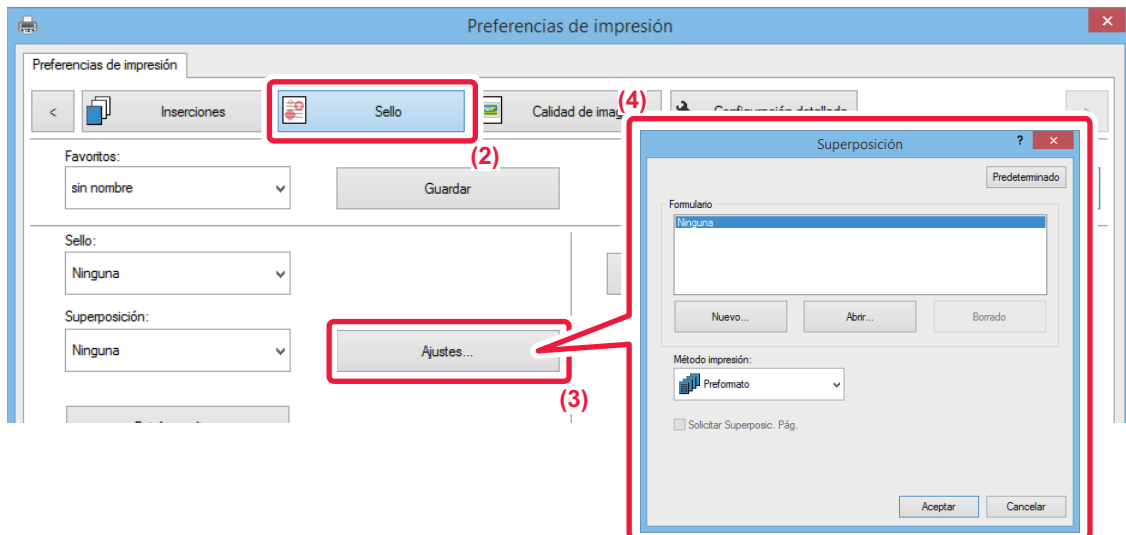 Preferencias de impresión
Preferencias de impresión
< Inserciones Sello Calidad de imag
(4)
(2)
Favoritos:
sin nombre Guardar
Sello:
Ninguna
Superposición:
Ninguna Ajustes...
(3)
Superposición ?
Predeterminado
Formulario
Ninguna
Nuevo... Abrir... Borrado
Método impresión:
Preformato
Solicitar Superposic. Pág.
Aceptar Cancelar